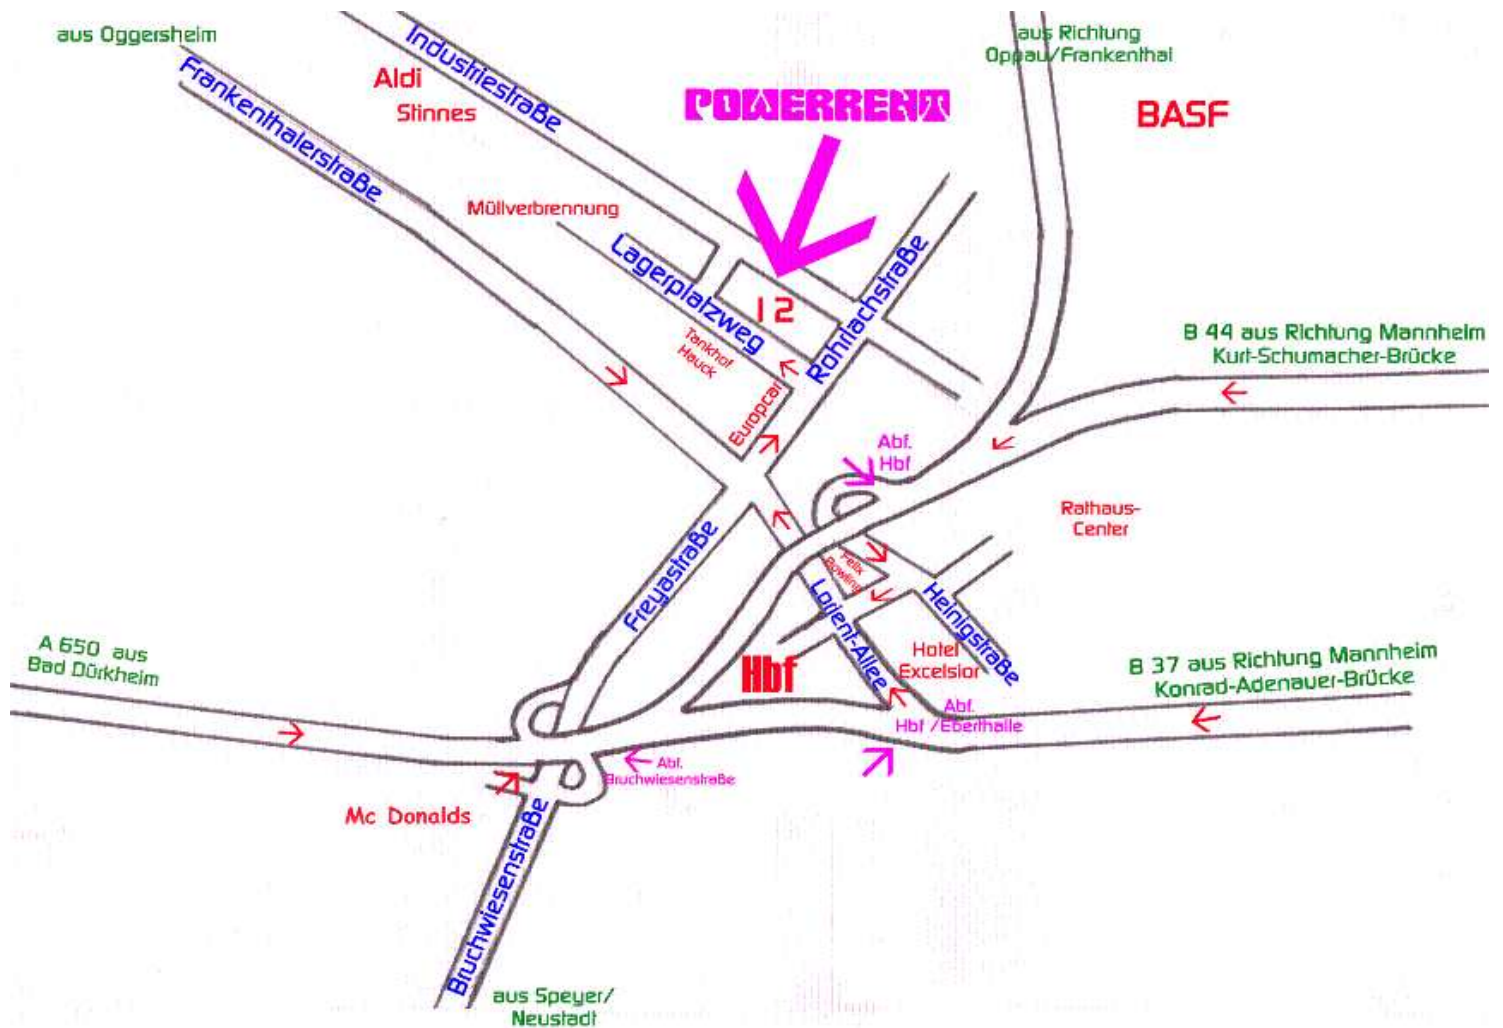 aus Oggersheim
Industriestraße
aus Richtung
Oppau/Frankenthal
Frankenthalerstraße
Aldi
Stinnes
POWERRENT
BASF
Müllverbrennung
Lagerplatzweg
12
Rohrlachstraße
Tankhof
Hauck
Europcar
B 44 aus Richtung Mannheim
Kurt-Schumacher-Brücke
Abf.
Hbf
Rathaus-
Center
Freyastraße
Felix
Bowling
Lorient-Allee
Heinigstraße
A 650 aus
Bad Dürkheim
Hbf
Hotel
Excelsior
B 37 aus Richtung Mannheim
Konrad-Adenauer-Brücke
Abf.
Hbf /Eberthalle
Abf.
Bruchwiesenstraße
Mc Donalds
Bruchwiesenstraße
aus Speyer/
Neustadt